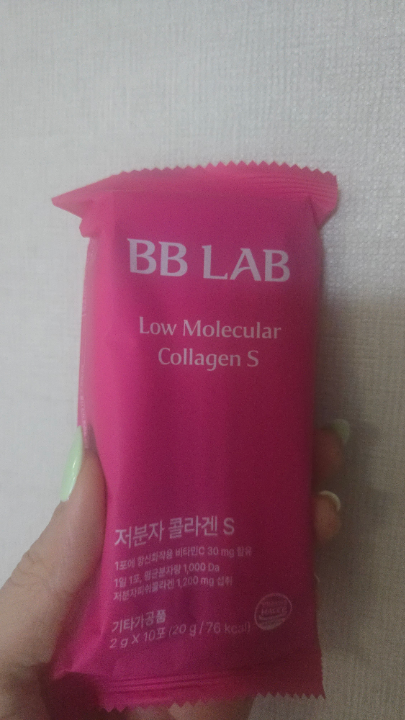 BB LAB
Low Molecular
Collagen S
저분자 콜라겐 S
1포에 항산화작용 비타민C 30 mg 함유
1일 1포, 평균분자량 1,000 Da
저분자피쉬콜라겐 1,200 mg 섭취
기타가공품
2 g X 10포 (20 g / 76 kcal)
HACCP